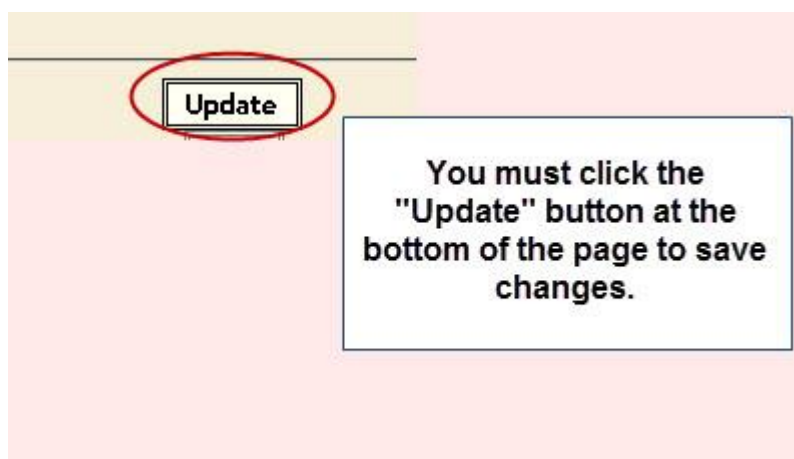 Update
You must click the
"Update" button at the
bottom of the page to save
changes.